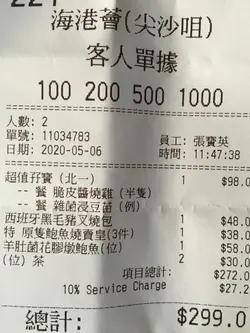 海港薈(尖沙咀)
客人單據
100 200 500 1000
人數: 2
單號: 11034783 員工: 張寶英
日期: 2020-05-06 時間: 11:47:38
超值孖寶 (北一) 1 $98.0
-- 餐 脆皮醬燒雞 (半隻)
-- 餐 雜菌浸豆苗 (例)
西班牙黑毛豬叉燒包 1 $48.0
特 原隻鮑魚燒賣皇(3件) 1 $38.0
羊肚菌花膠燉鮑魚(位) 1 $58.0
(位) 茶 2 $30.0
項目總計: $272.0
10% Service Charge $27.2
總計: $299.0